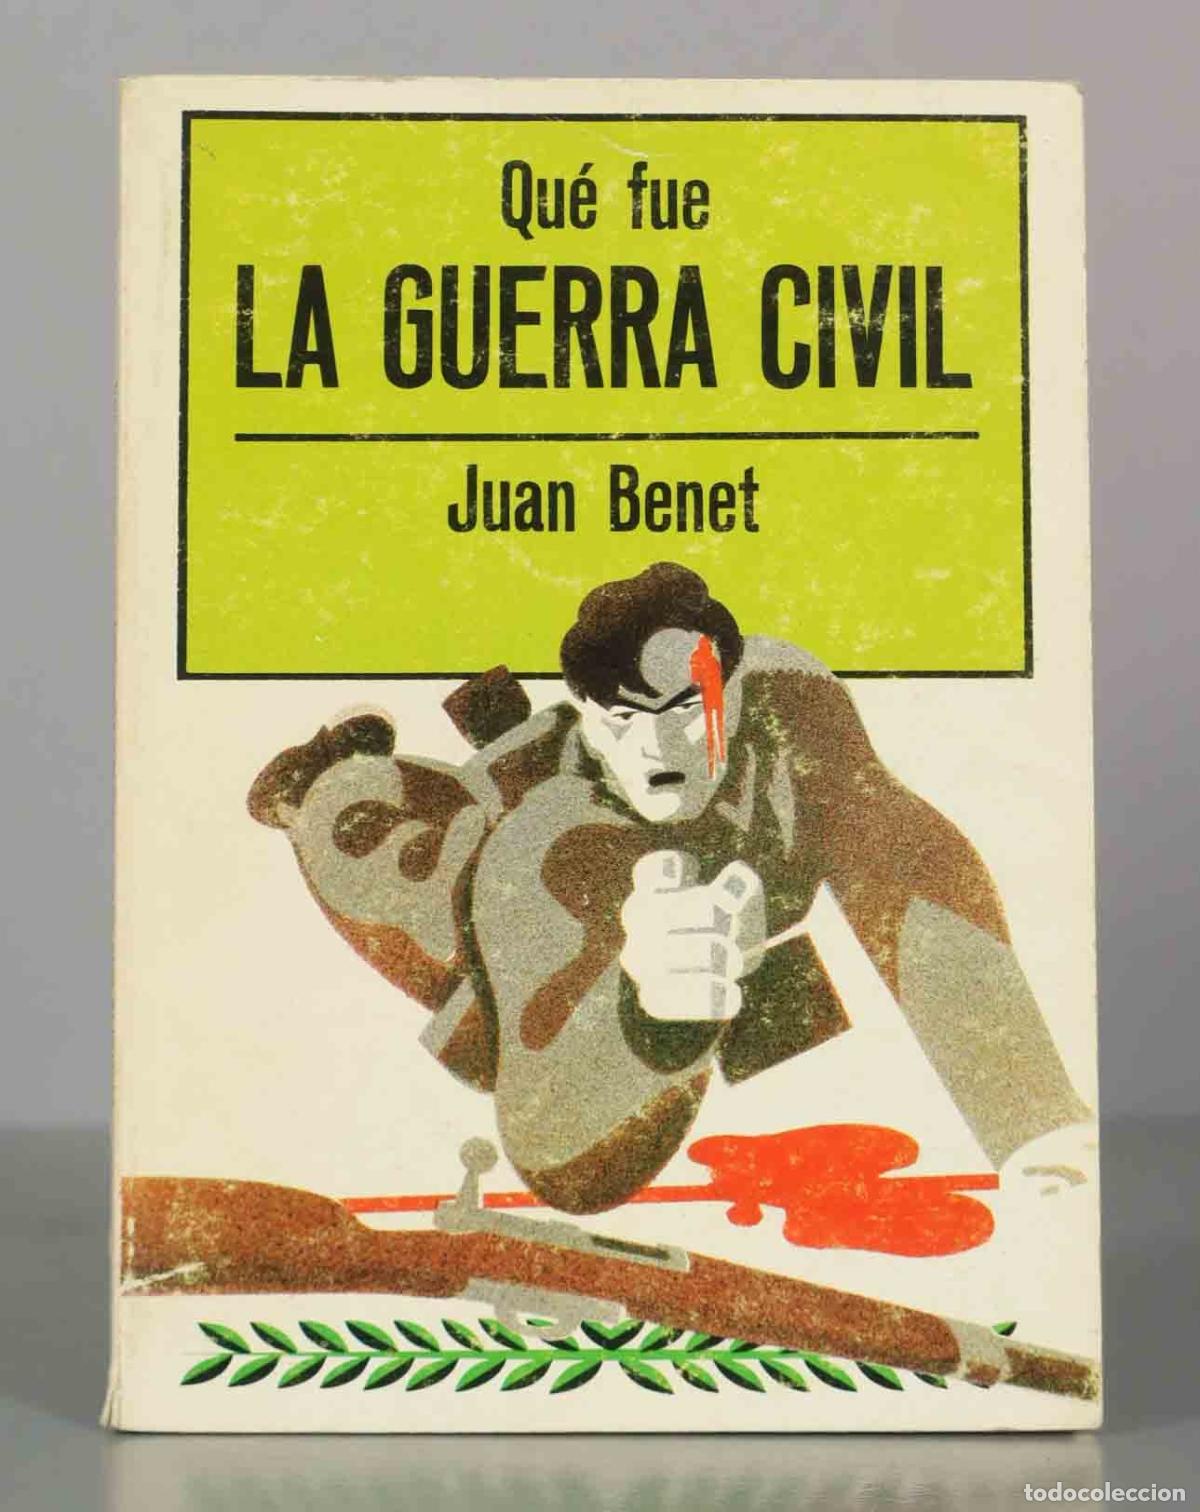 Qué fue
LA GUERRA CIVIL
Juan Benet
todocoleccion